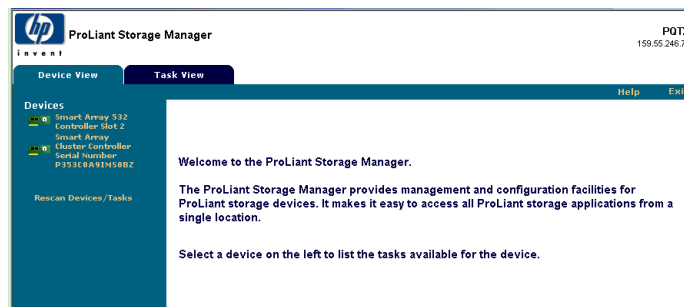 hp
ProLiant Storage Manager
invent
PQT
159.55.246.7
Device View
Task View
Help
Exi
Devices
Smart Array 532
Controller Slot 2
Smart Array
Cluster Controller
Serial Number
P353C0A9IMS0BZ
Rescan Devices/Tasks
Welcome to the ProLiant Storage Manager.
The ProLiant Storage Manager provides management and configuration facilities for
ProLiant storage devices. It makes it easy to access all ProLiant storage applications from a
single location.
Select a device on the left to list the tasks available for the device.